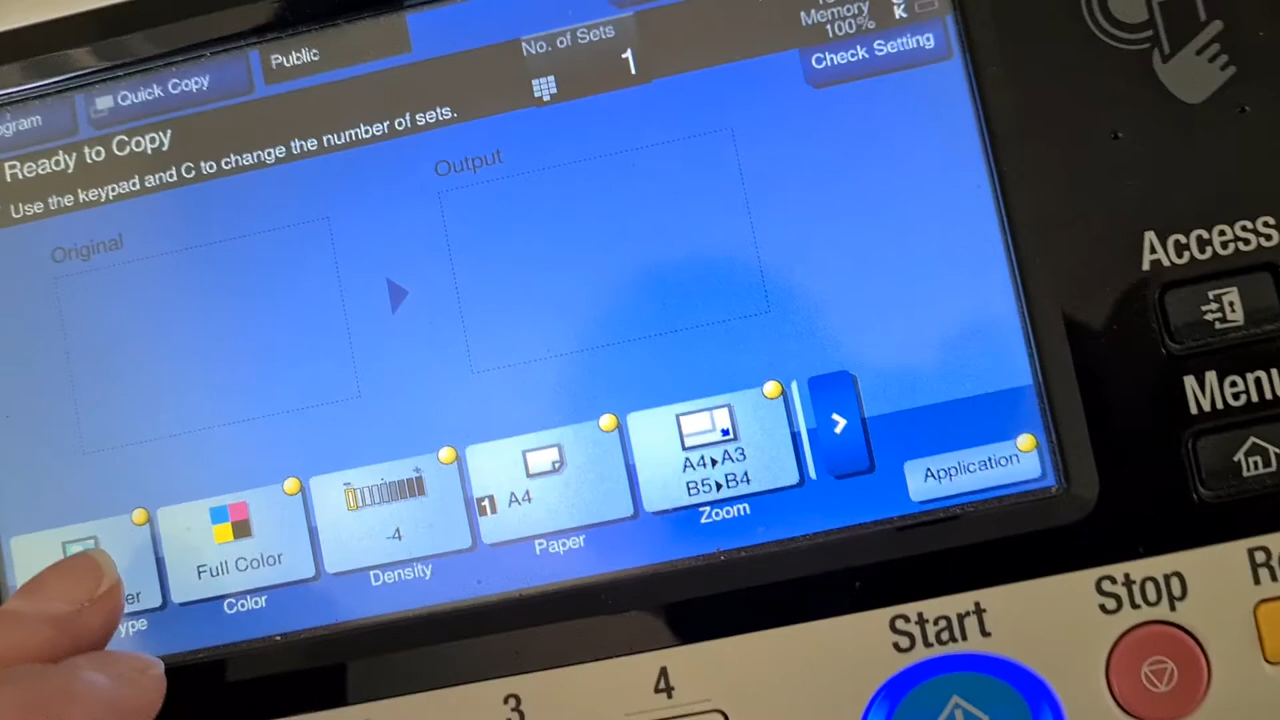 Memory
100%
K
No. of Sets
1
Public
Quick Copy
Check Setting
Ready to Copy
Use the keypad and C to change the number of sets.
Original
Output
A4 A3
B5 B4
Zoom
1 A4
Paper
-4
Density
Full Color
Color
Application
Access
Menu
Start
Stop
3
4